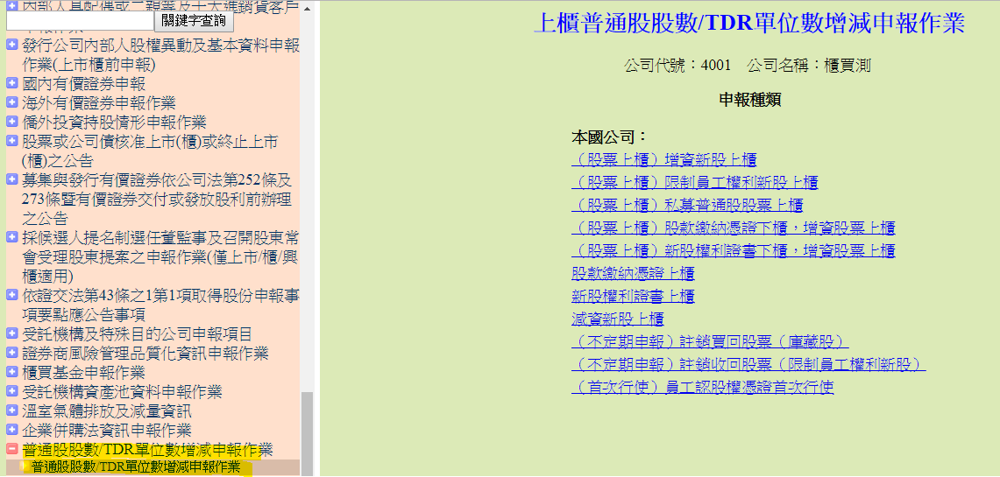 內部人員配偶或二親等及十大進銷貨客戶
關鍵字查詢
申報作業
發行公司內部人股權異動及基本資料申報
作業(上市櫃前申報)
國內有價證券申報
海外有價證券申報作業
僑外投資持股情形申報作業
股票或公司債核准上市(櫃)或終止上市
(櫃)之公告
募集與發行有價證券依公司法第252條及
273條暨有價證券交付或發放股利前辦理
之公告
採候選人提名制選任董監事及召開股東常
會受理股東提案之申報作業(僅上市/櫃/興
櫃適用)
依證交法第43條之1第1項取得股份申報事
項要點應公告事項
受託機構及特殊目的公司申報項目
證券商風險管理品質化資訊申報作業
櫃買基金申報作業
受託機構資產池資料申報作業
溫室氣體排放及減量資訊
企業併購法資訊申報作業
普通股股數/TDR單位數增減申報作業
普通股股數/TDR單位數增減申報作業
上櫃普通股股數/TDR單位數增減申報作業
公司代號：4001 公司名稱：櫃買測
申報種類
本國公司：
（股票上櫃）增資新股上櫃
（股票上櫃）限制員工權利新股上櫃
（股票上櫃）私募普通股股票上櫃
（股票上櫃）股款繳納憑證下櫃，增資股票上櫃
（股票上櫃）新股權利證書下櫃，增資股票上櫃
股款繳納憑證上櫃
新股權利證書上櫃
減資新股上櫃
（不定期申報）註銷買回股票（庫藏股）
（不定期申報）註銷收回股票（限制員工權利新股）
（首次行使）員工認股權憑證首次行使